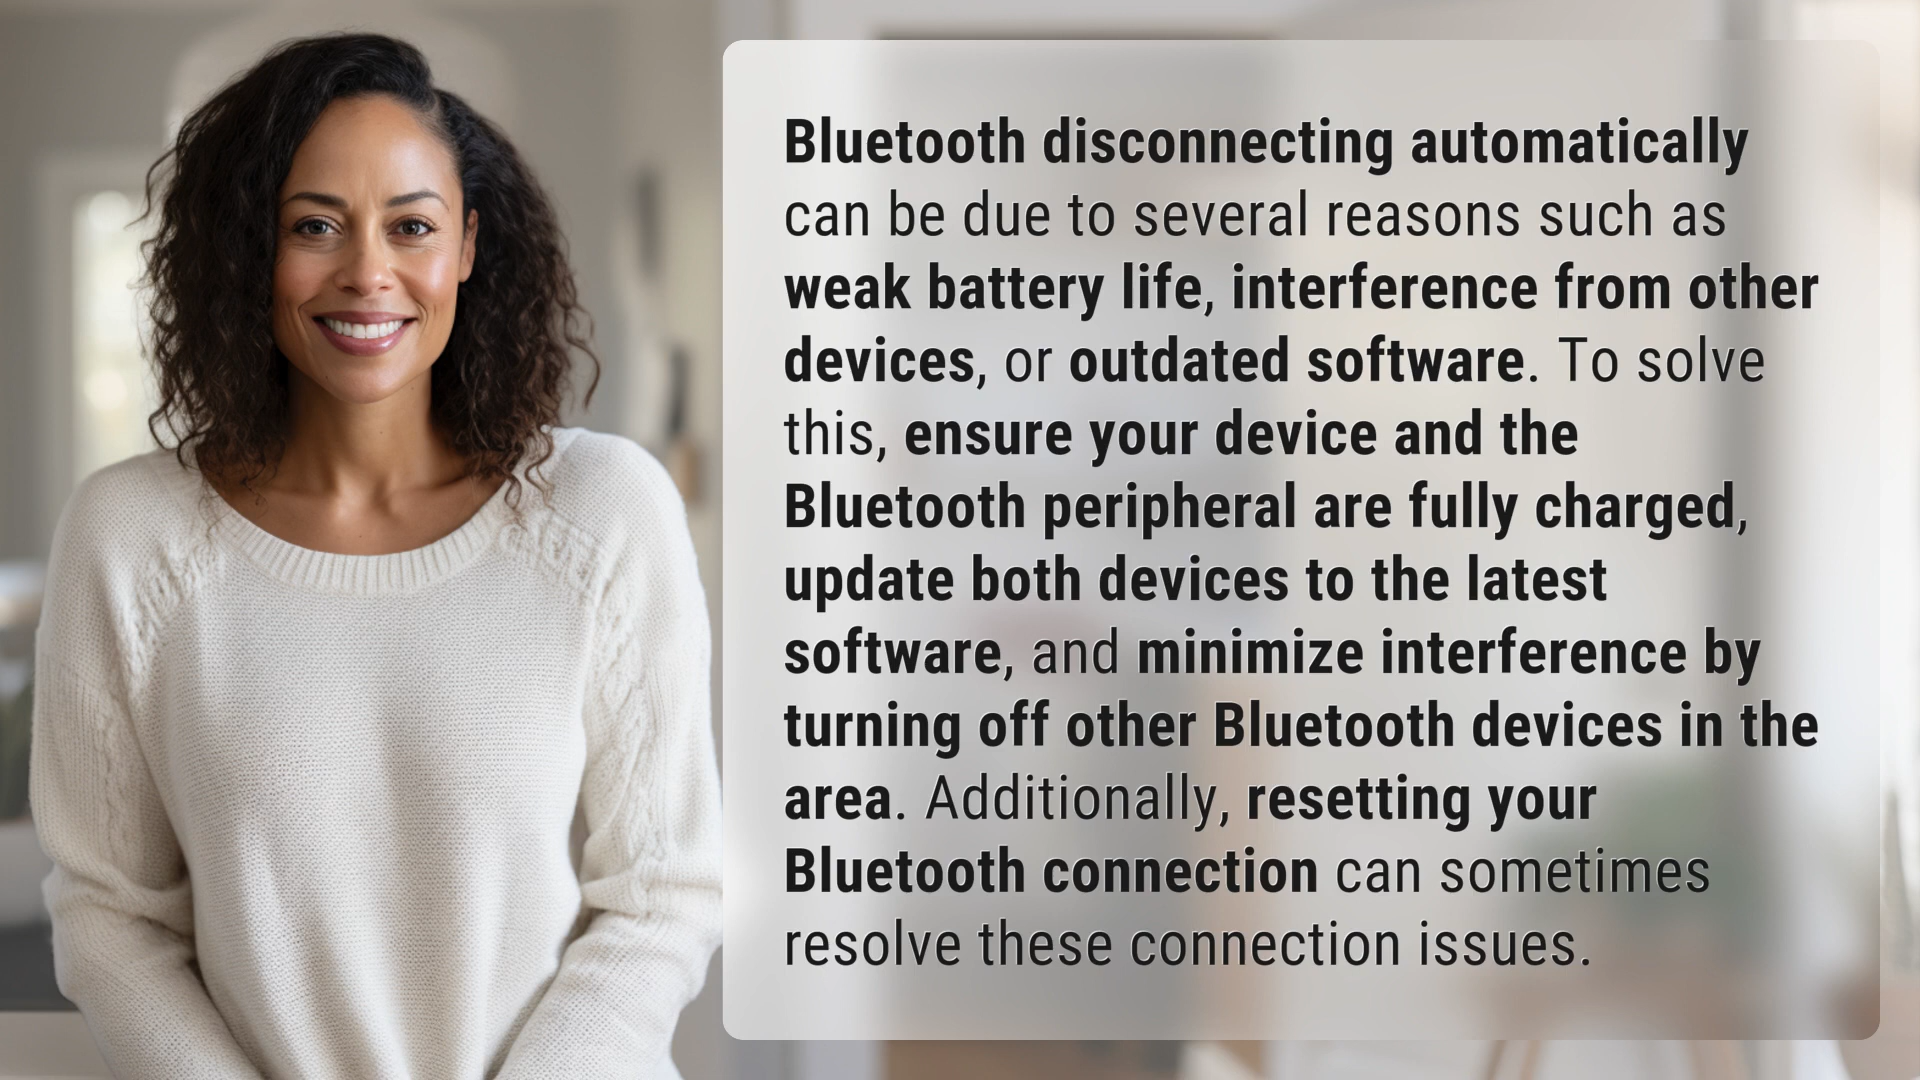 Bluetooth disconnecting automatically
can be due to several reasons such as
weak battery life, interference from other
devices, or outdated software. To solve
this, ensure your device and the
Bluetooth peripheral are fully charged,
update both devices to the latest
software, and minimize interference by
turning off other Bluetooth devices in the
area. Additionally, resetting your
Bluetooth connection can sometimes
resolve these connection issues.